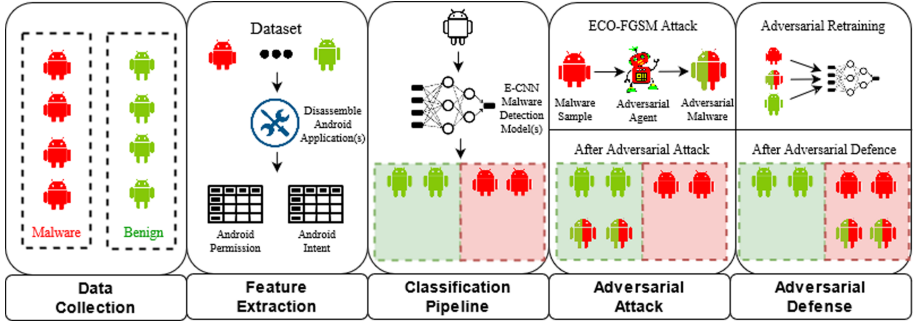 Malware
Benign
Data
Collection
Dataset
Disassemble
Android
Application(s)
Android
Permission
Android
Intent
Feature
Extraction
E-CNN
Malware
Detection
Model(s)
Classification
Pipeline
ECO-FGSM Attack
Malware
Sample
Adversarial
Agent
Adversarial
Malware
After Adversarial Attack
Adversarial
Attack
Adversarial Retraining
After Adversarial Defence
Adversarial
Defense